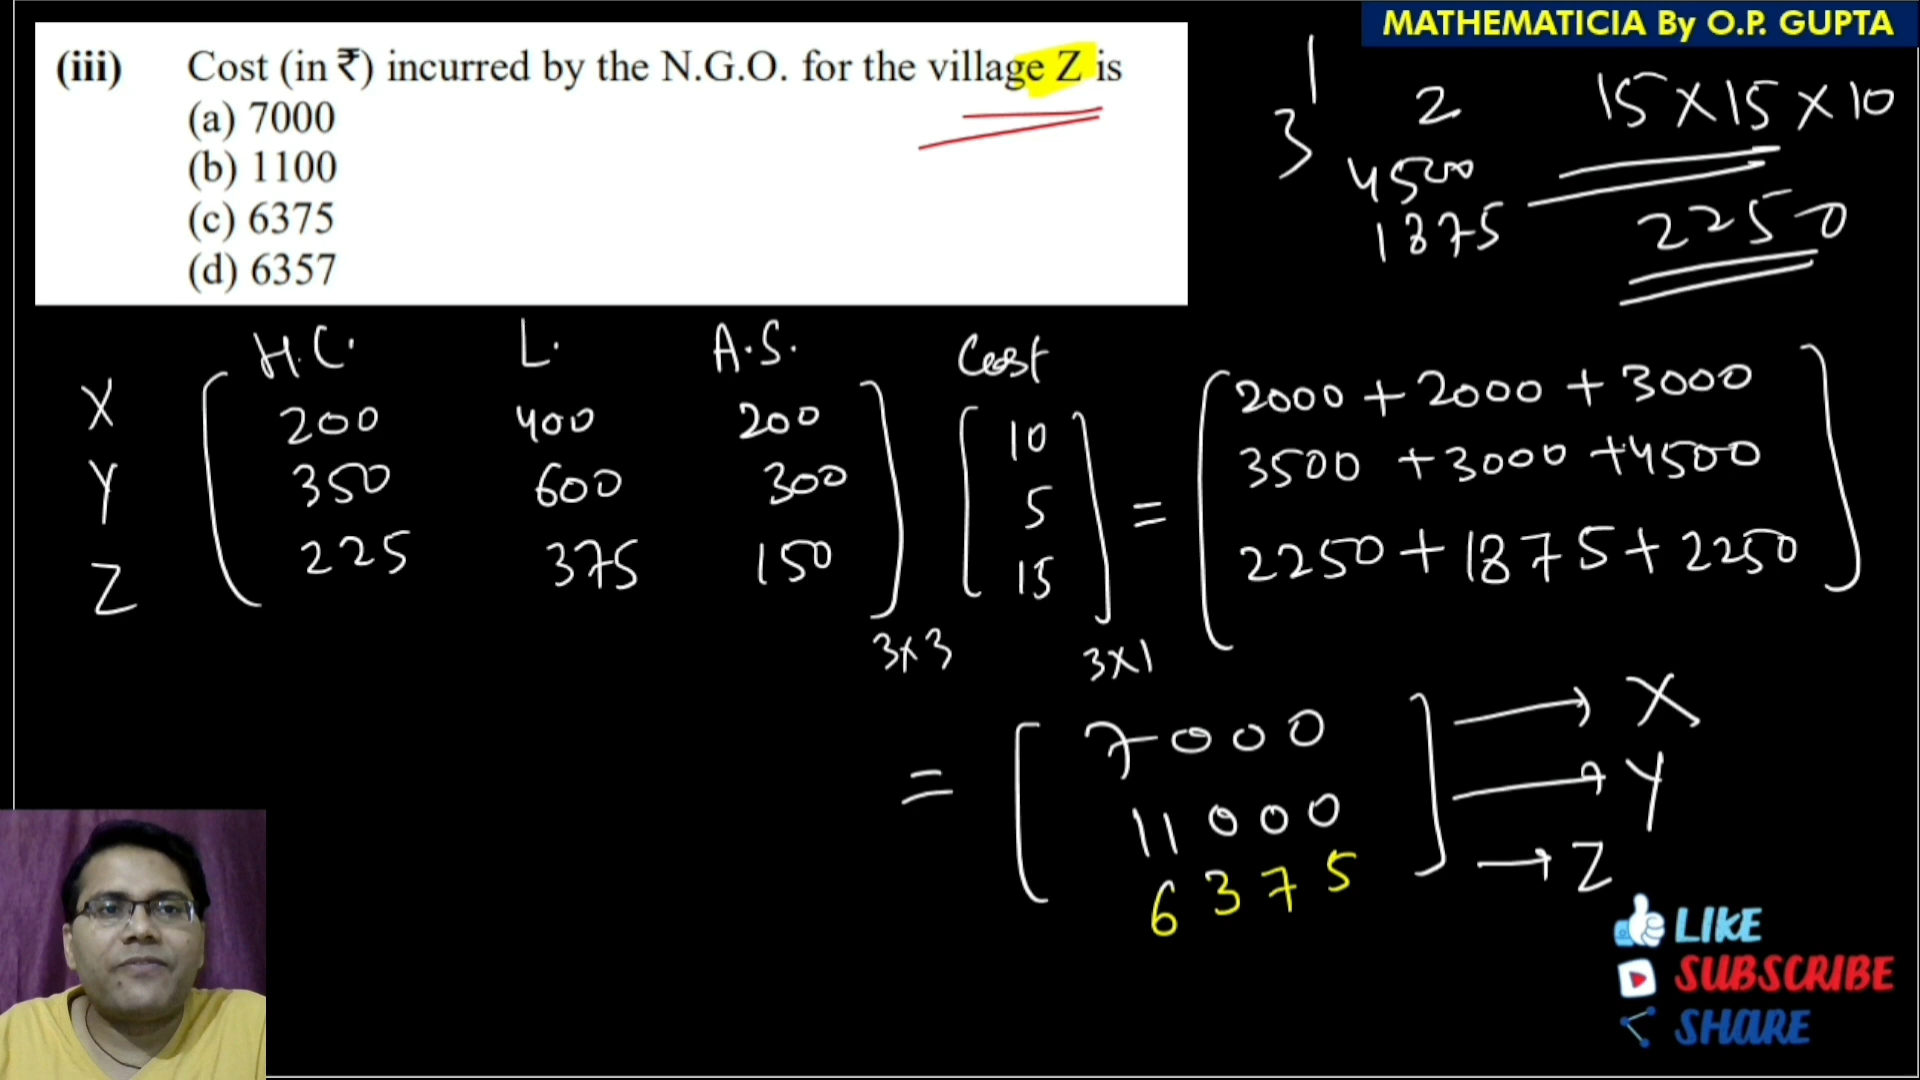 MATHEMATICIA By O.P. GUPTA
(iii) Cost (in ₹) incurred by the N.G.O. for the village Z is
(a) 7000
(b) 1100
(c) 6375
(d) 6357
1
3
2
4500
1875
15 × 15 × 10
2250
H.C. L. A.S. Cost
X 200 400 200 10 2000 + 2000 + 3000
Y 350 600 300 5 = 3500 + 3000 + 4500
Z 225 375 150 15 2250 + 1875 + 2250
3×3 3×1
= 7000 → X
11000 → Y
6375 → Z
LIKE
SUBSCRIBE
SHARE